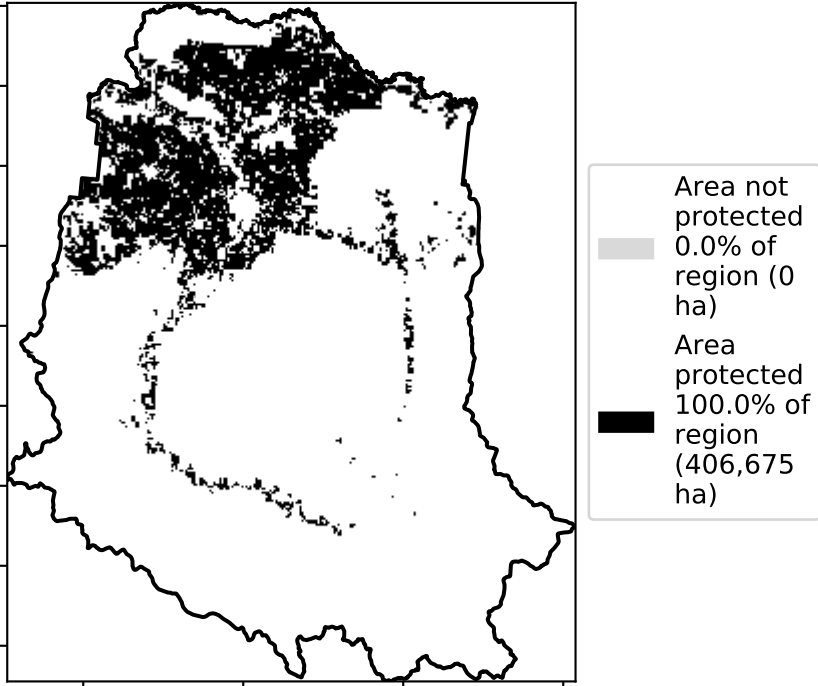 Area not
protected
0.0% of
region (0
ha)
Area
protected
100.0% of
region
(406,675
ha)